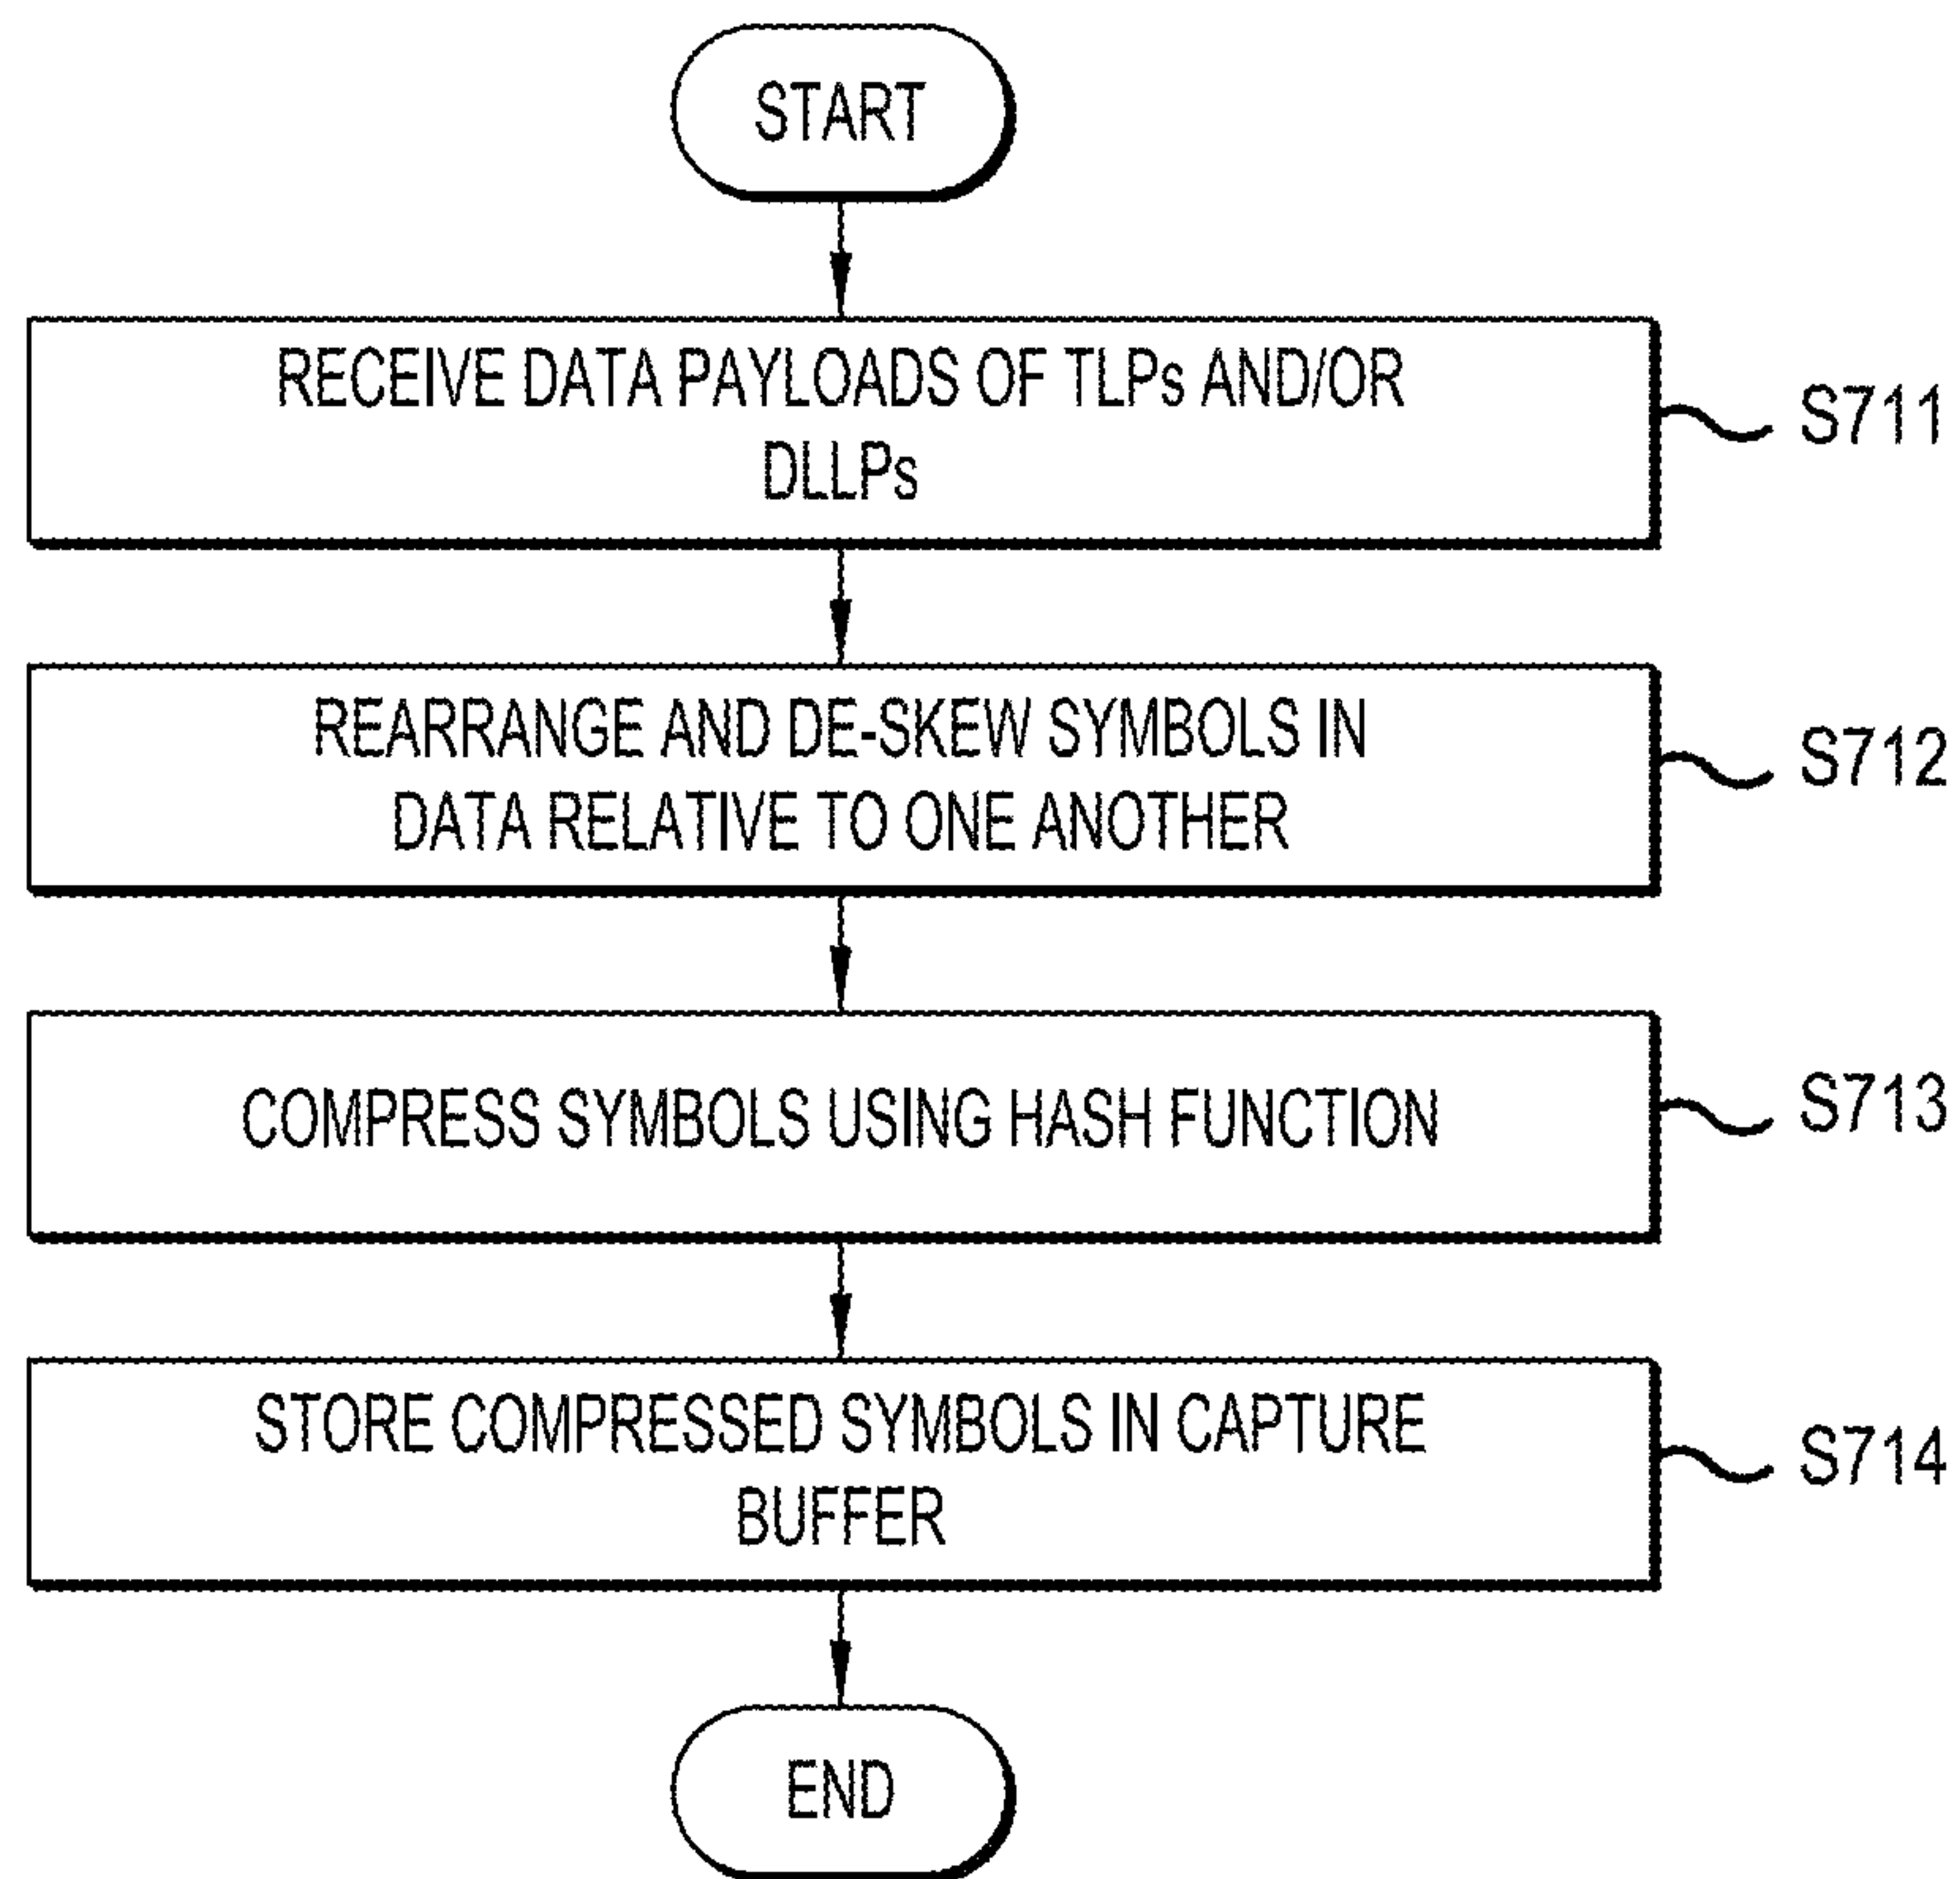 START
RECEIVE DATA PAYLOADS OF TLPs AND/OR
DLLPs
S711
REARRANGE AND DE-SKEW SYMBOLS IN
DATA RELATIVE TO ONE ANOTHER
S712
COMPRESS SYMBOLS USING HASH FUNCTION
S713
STORE COMPRESSED SYMBOLS IN CAPTURE
BUFFER
S714
END